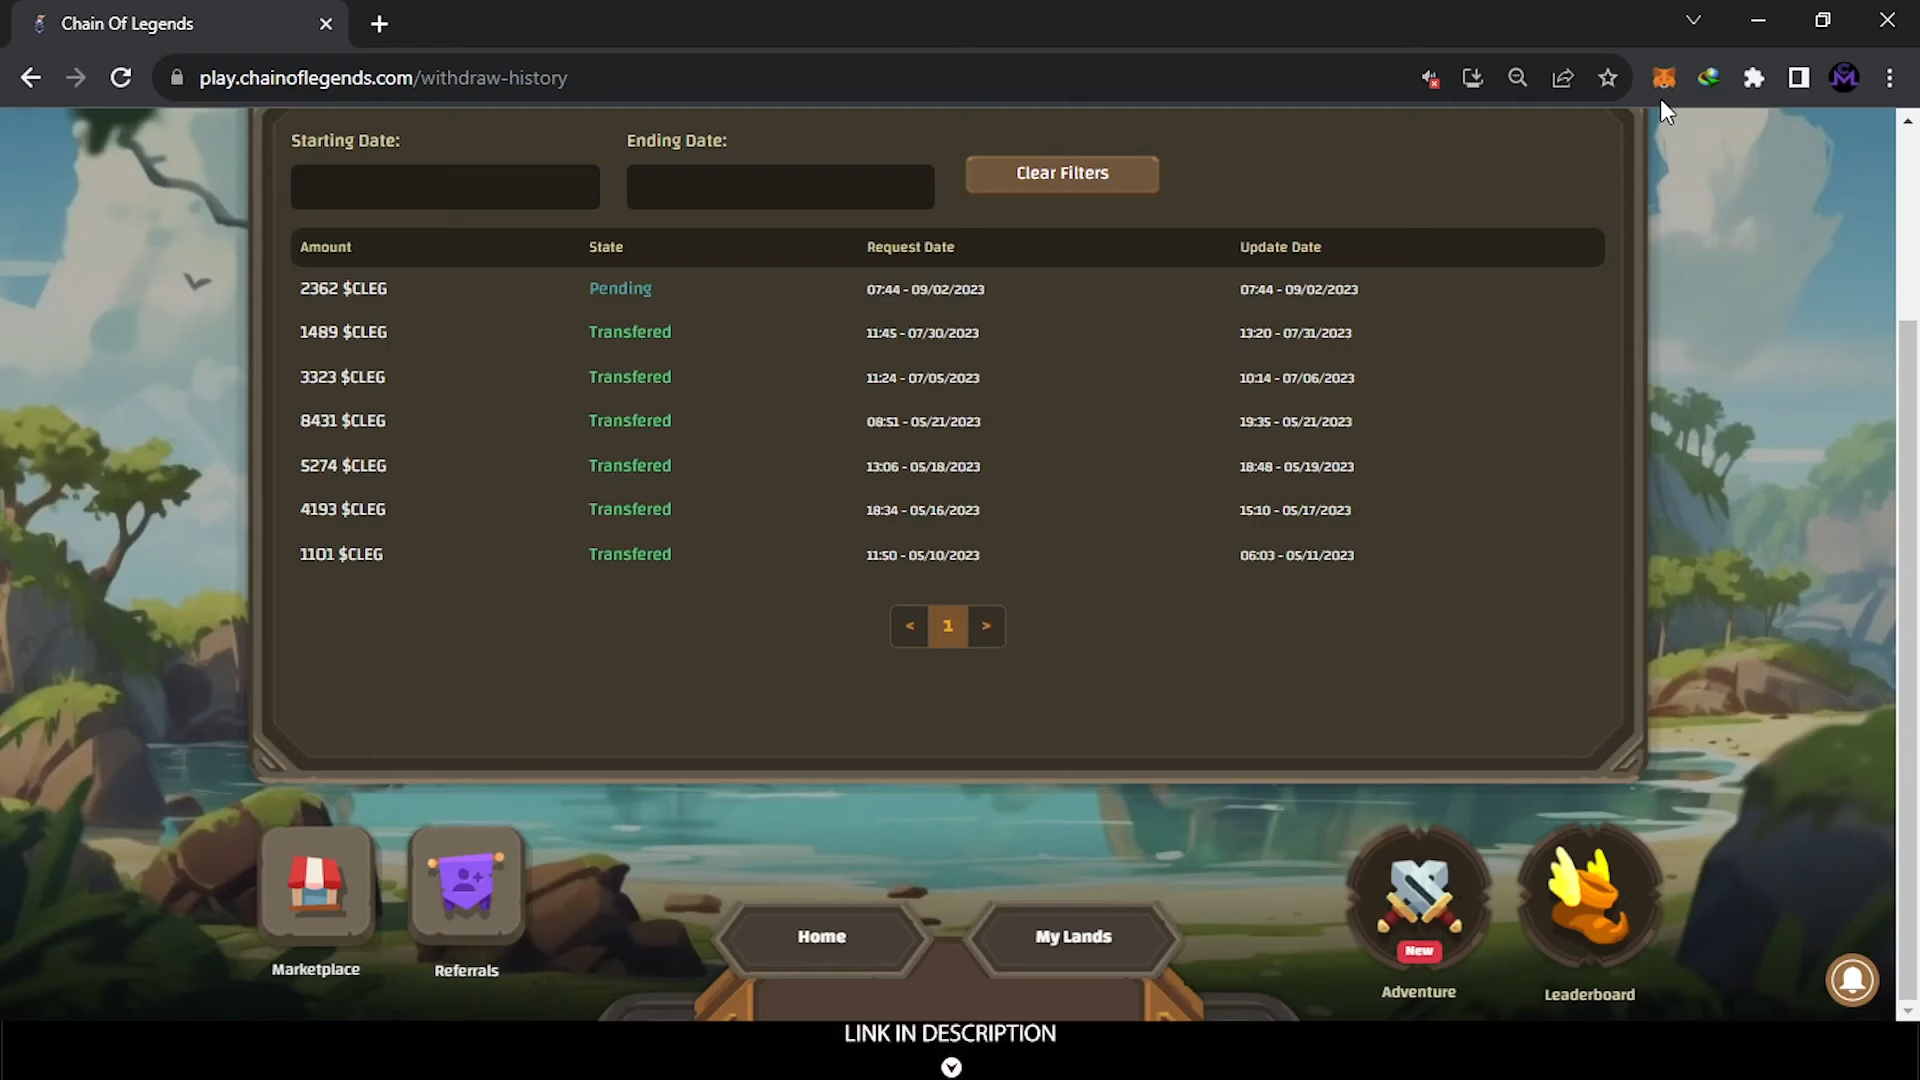 Chain Of Legends
play.chainoflegends.com/withdraw-history
Starting Date: Ending Date:
Clear Filters
Amount State Request Date Update Date
2362 $CLEG Pending 07:44 - 09/02/2023 07:44 - 09/02/2023
1489 $CLEG Transfered 11:45 - 07/30/2023 13:20 - 07/31/2023
3323 $CLEG Transfered 11:24 - 07/05/2023 10:14 - 07/06/2023
8431 $CLEG Transfered 08:51 - 05/21/2023 19:35 - 05/21/2023
5274 $CLEG Transfered 13:06 - 05/18/2023 18:48 - 05/19/2023
4193 $CLEG Transfered 18:34 - 05/16/2023 15:10 - 05/17/2023
1101 $CLEG Transfered 11:50 - 05/10/2023 06:03 - 05/11/2023
< 1 >
Home My Lands
New
Marketplace Referrals Adventure Leaderboard
LINK IN DESCRIPTION